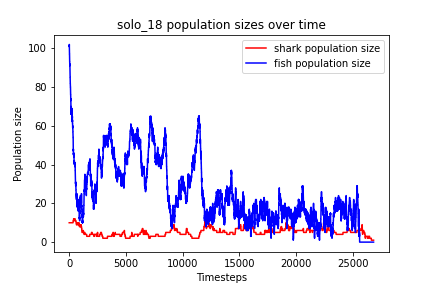 solo_18 population sizes over time
shark population size
fish population size
Population size
100
80
60
40
20
0
0 5000 10000 15000 20000 25000
Timesteps